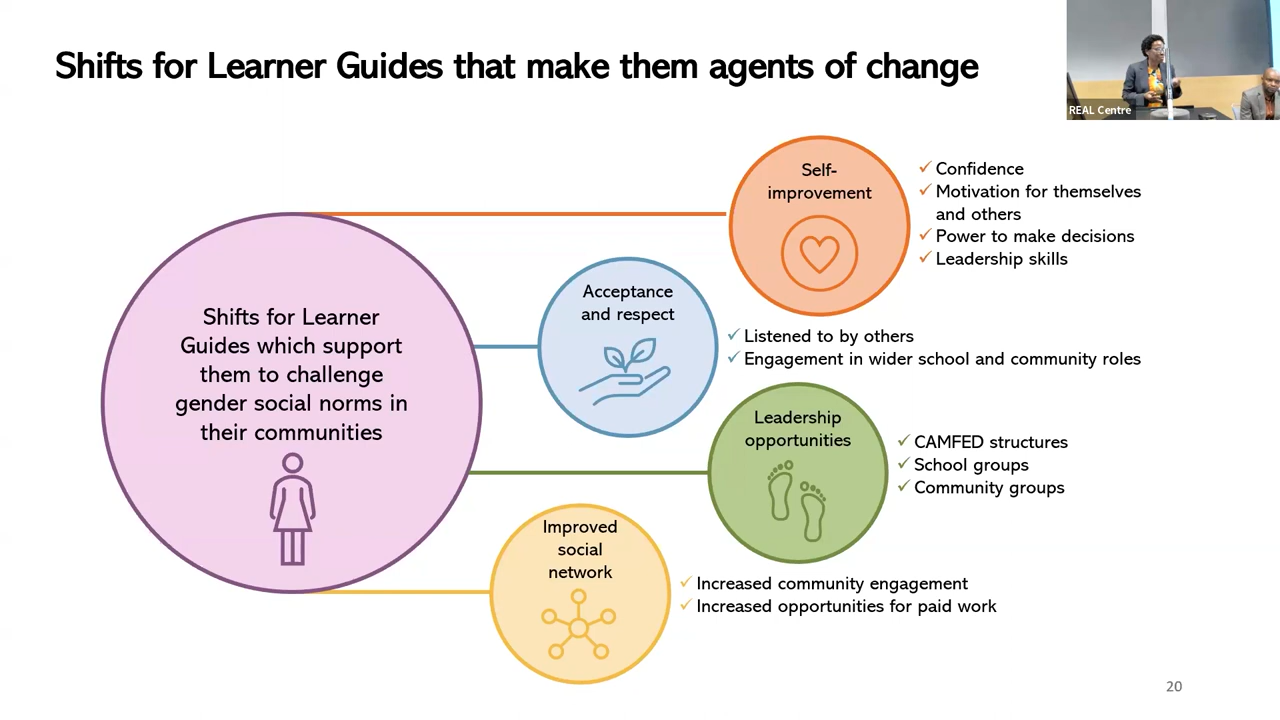 Shifts for Learner Guides that make them agents of change
REAL Centre
Self-
improvement
✓ Confidence
✓ Motivation for themselves
and others
✓ Power to make decisions
✓ Leadership skills
Acceptance
and respect
✓ Listened to by others
✓ Engagement in wider school and community roles
Shifts for Learner
Guides which support
them to challenge
gender social norms in
their communities
Leadership
opportunities
✓ CAMFED structures
✓ School groups
✓ Community groups
Improved
social
network
✓ Increased community engagement
✓ Increased opportunities for paid work
20